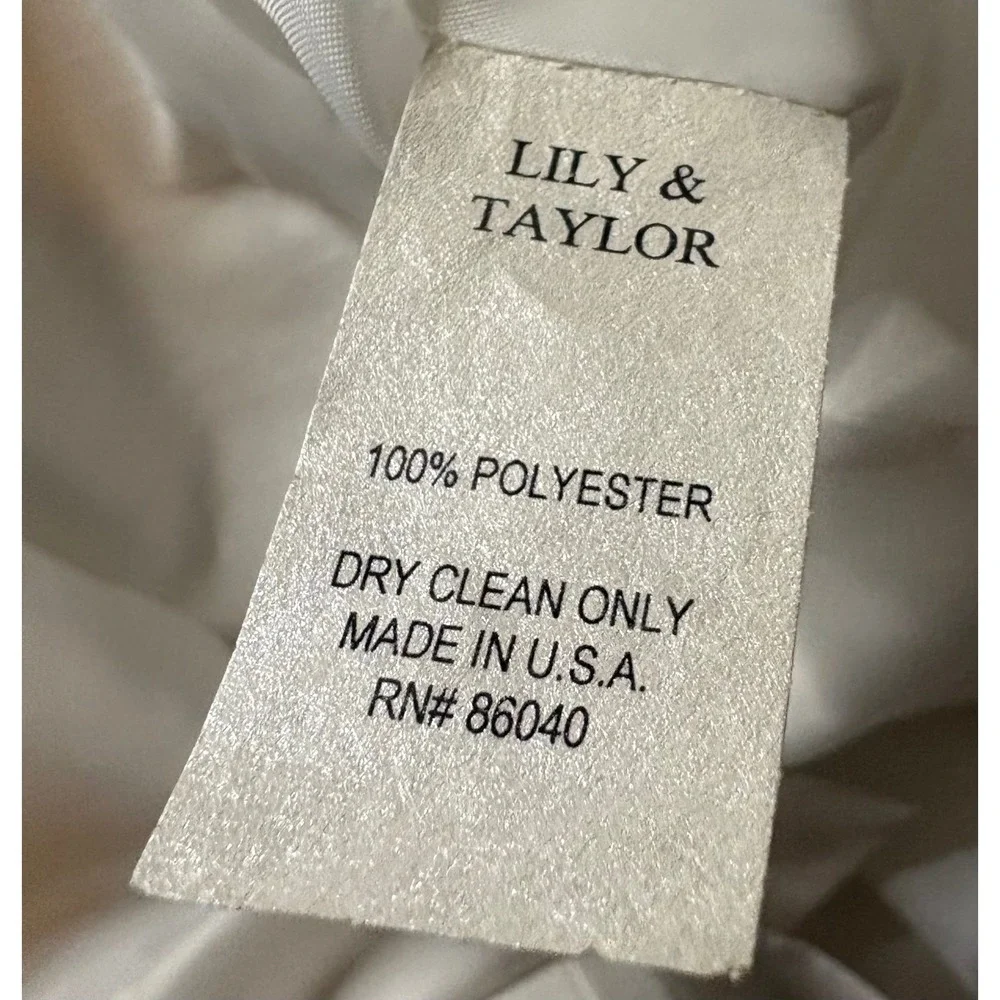 LILY &
TAYLOR
100% POLYESTER
DRY CLEAN ONLY
MADE IN U.S.A.
RN# 86040